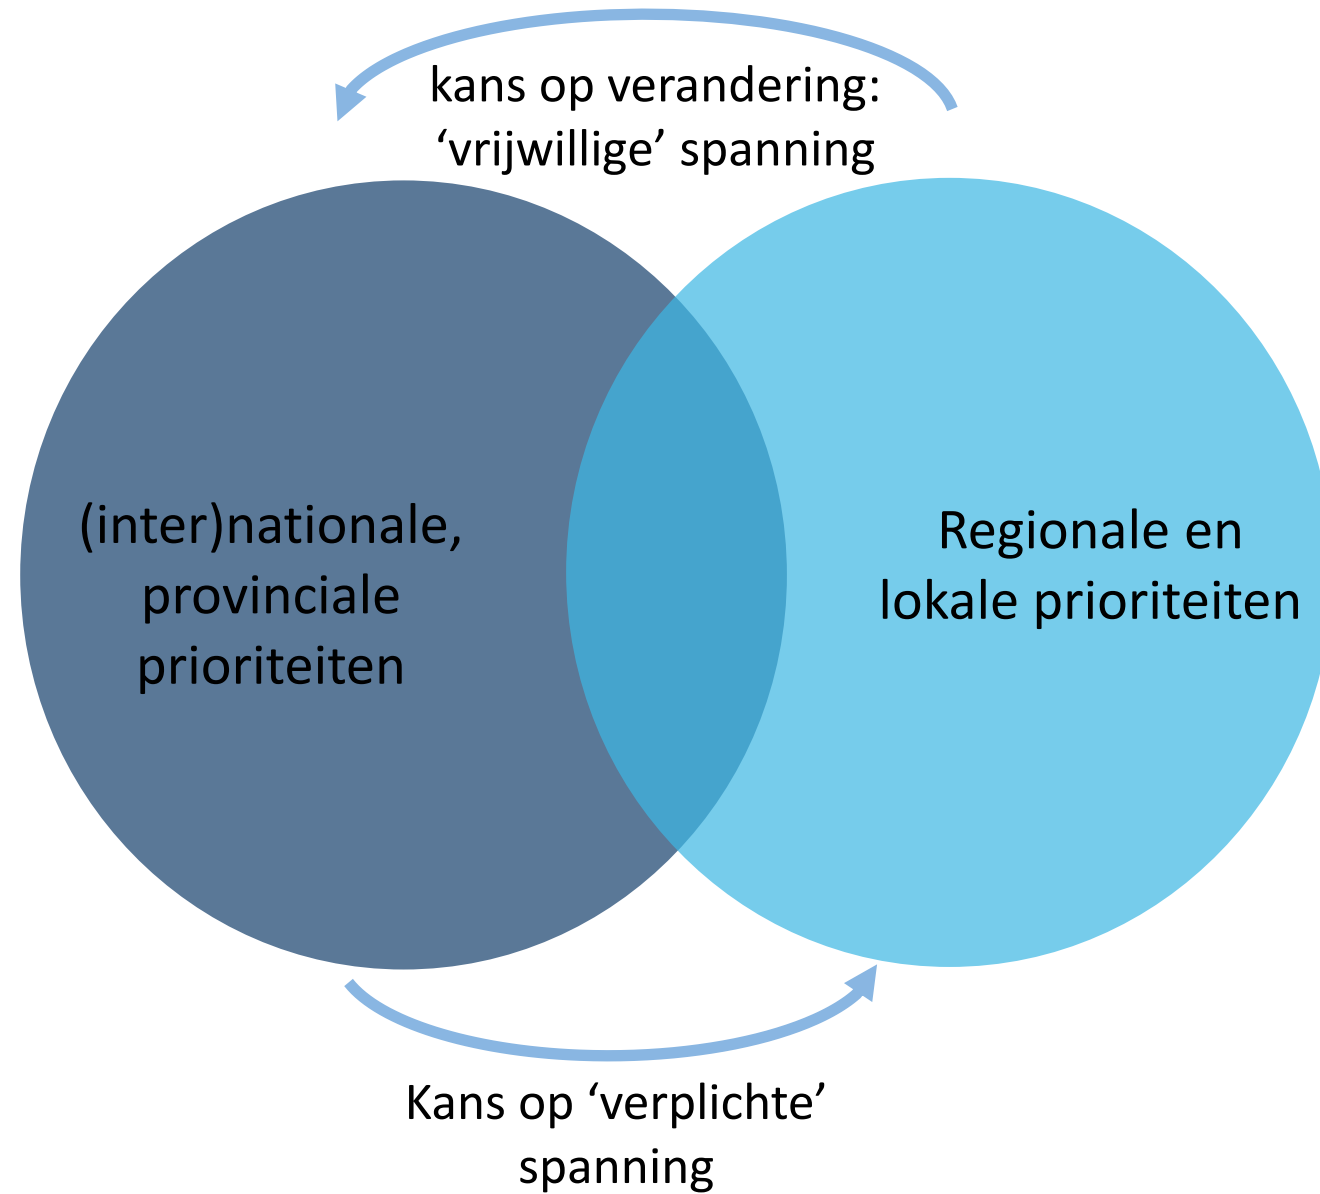 kans op verandering:
‘vrijwillige’ spanning
(inter)nationale,
provinciale
prioriteiten
Regionale en
lokale prioriteiten
Kans op ‘verplichte’
spanning